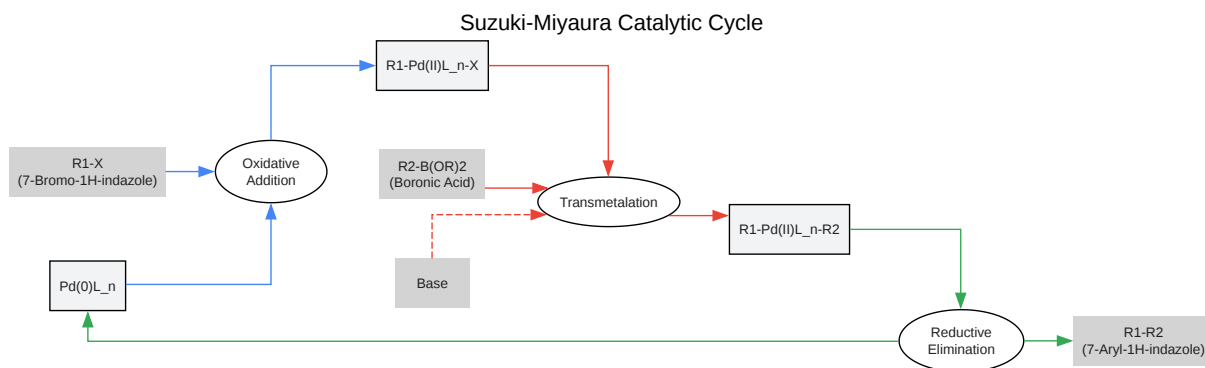 Suzuki-Miyaura Catalytic Cycle
R1-Pd(II)L_n-X
R1-X
(7-Bromo-1H-indazole)
Oxidative
Addition
R2-B(OR)2
(Boronic Acid)
Transmetalation
R1-Pd(II)L_n-R2
Pd(0)L_n
Base
Reductive
Elimination
R1-R2
(7-Aryl-1H-indazole)